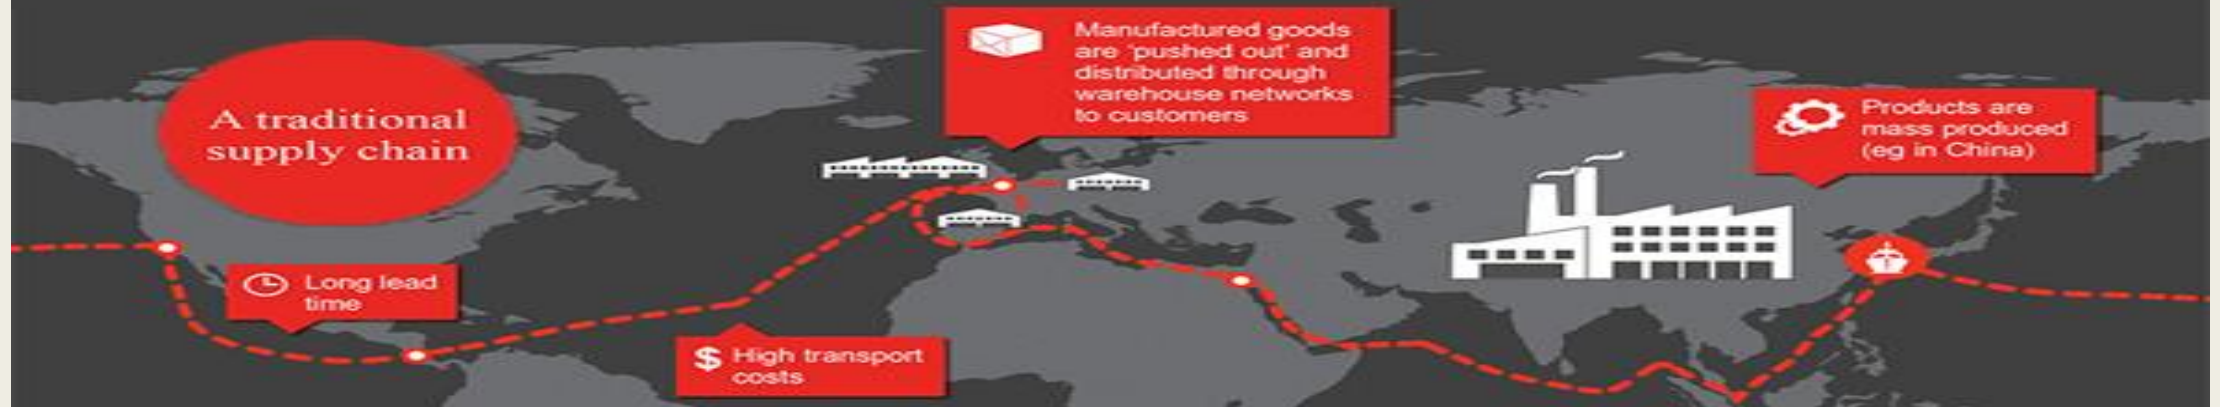 A traditional
supply chain
Manufactured goods
are 'pushed out' and
distributed through
warehouse networks
to customers
Products are
mass produced
(eg in China)
Long lead
time
$ High transport
costs